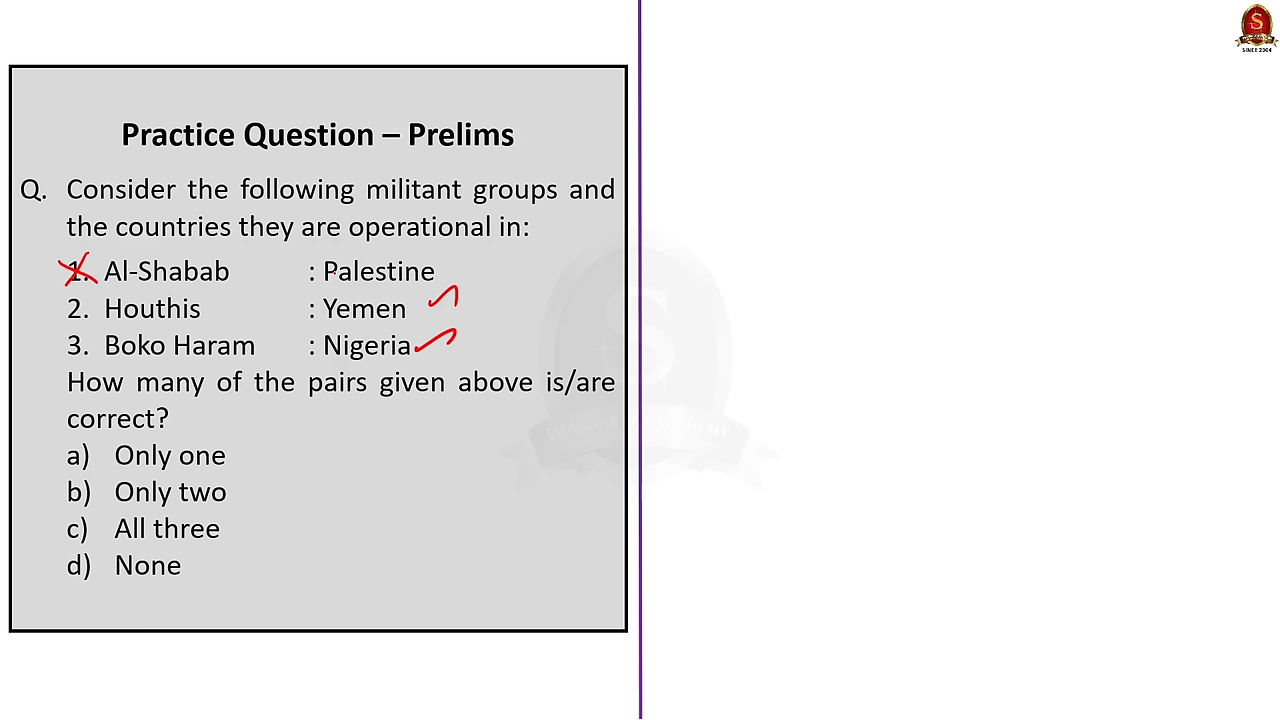 Practice Question – Prelims
Q. Consider the following militant groups and
the countries they are operational in:
1. Al-Shabab : Palestine
2. Houthis : Yemen
3. Boko Haram : Nigeria
How many of the pairs given above is/are
correct?
a) Only one
b) Only two
c) All three
d) None
S
SINCE 2004